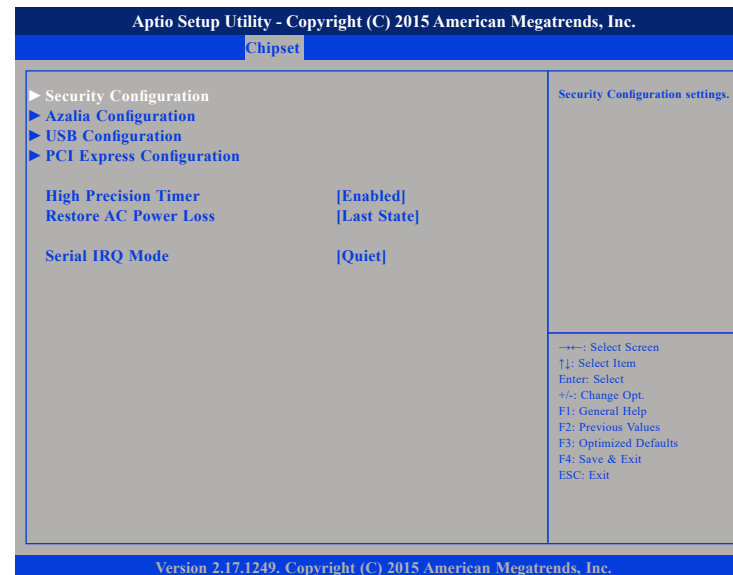 Aptio Setup Utility - Copyright (C) 2015 American Megatrends, Inc.
Chipset
► Security Configuration
► Azalia Configuration
► USB Configuration
► PCI Express Configuration
High Precision Timer [Enabled]
Restore AC Power Loss [Last State]
Serial IRQ Mode [Quiet]
Security Configuration settings.
→←: Select Screen
↑↓: Select Item
Enter: Select
+/-: Change Opt.
F1: General Help
F2: Previous Values
F3: Optimized Defaults
F4: Save & Exit
ESC: Exit
Version 2.17.1249. Copyright (C) 2015 American Megatrends, Inc.